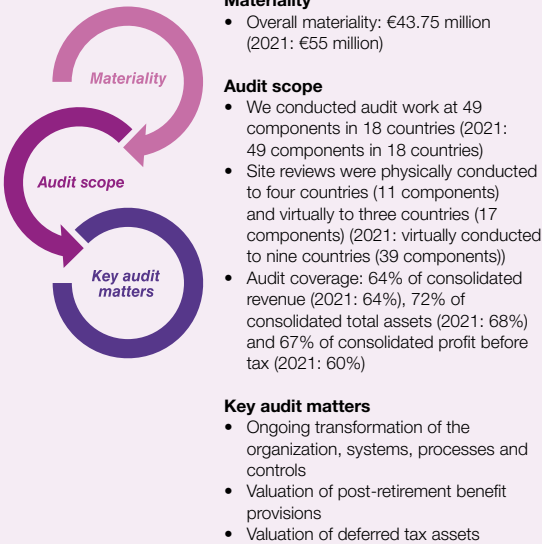 Materiality
• Overall materiality: €43.75 million
(2021: €55 million)
Audit scope
• We conducted audit work at 49
components in 18 countries (2021:
49 components in 18 countries)
• Site reviews were physically conducted
to four countries (11 components)
and virtually to three countries (17
components) (2021: virtually conducted
to nine countries (39 components))
• Audit coverage: 64% of consolidated
revenue (2021: 64%), 72% of
consolidated total assets (2021: 68%)
and 67% of consolidated profit before
tax (2021: 60%)
Key audit matters
• Ongoing transformation of the
organization, systems, processes and
controls
• Valuation of post-retirement benefit
provisions
• Valuation of deferred tax assets
Materiality
Audit scope
Key audit
matters